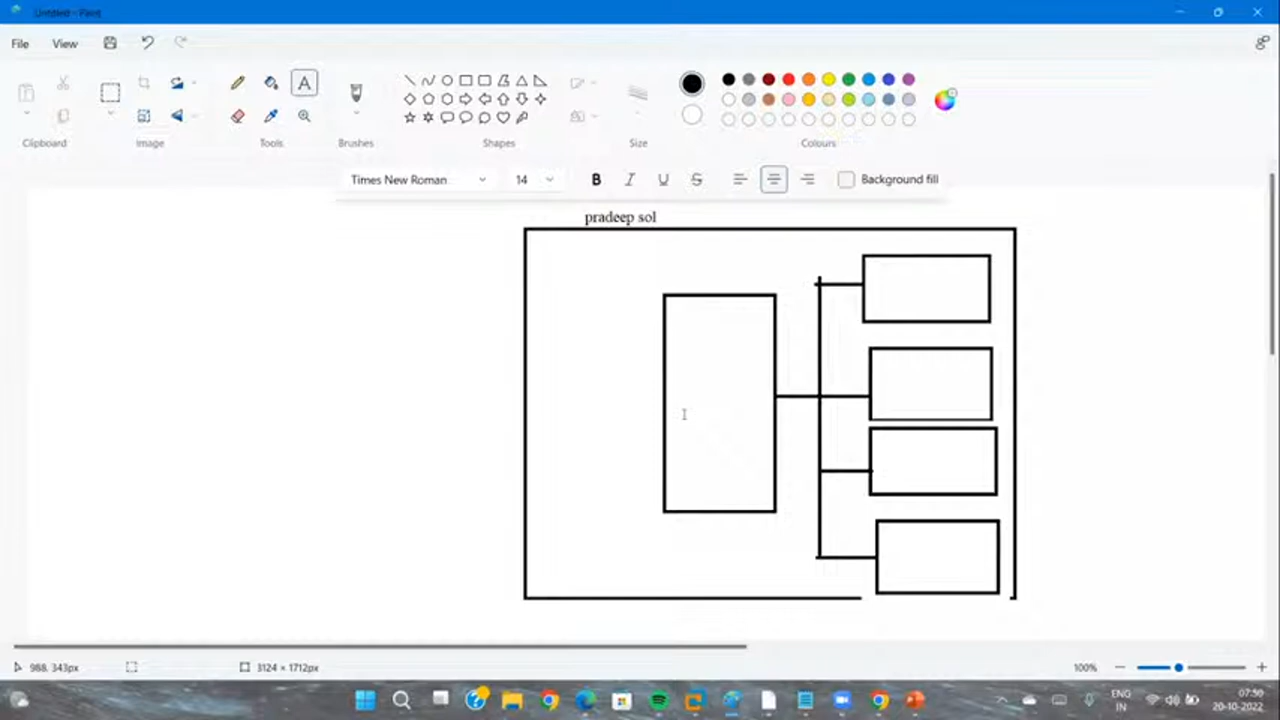 Untitled - Paint
File View
Clipboard Image Tools Brushes Shapes Size Colours
Times New Roman 14 B I U S Background fill
pradeep sol
988, 343px 3124 × 1712px 100%
ENG 07:50
IN 20-10-2022